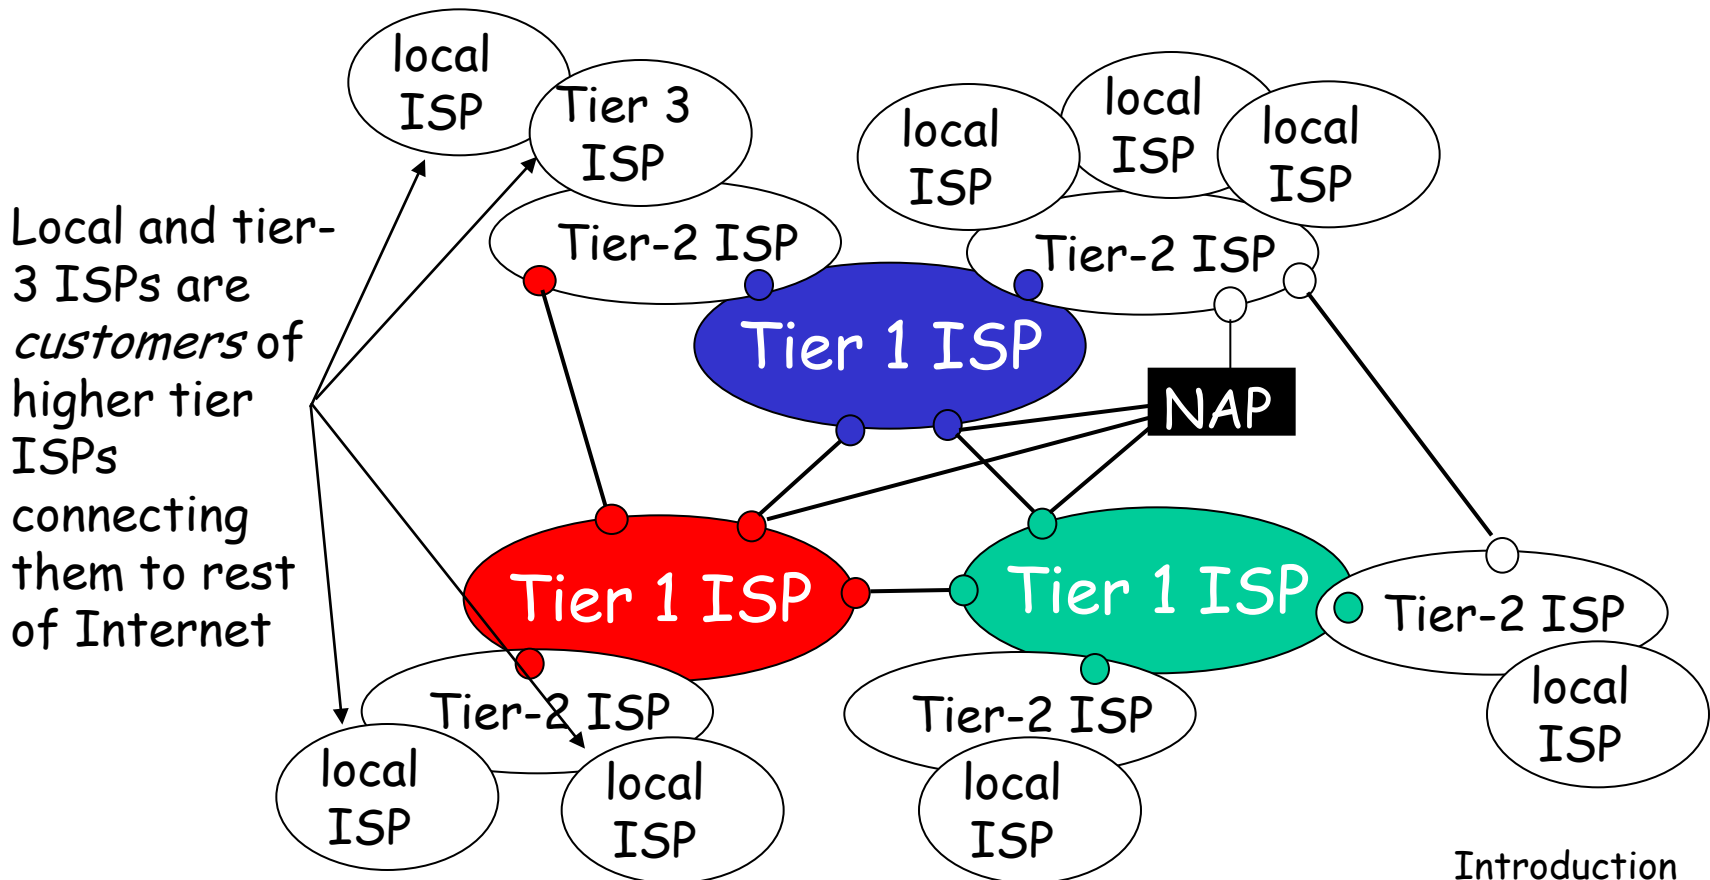 local
ISP
Tier 3
ISP
local
ISP
local
ISP
local
ISP
Local and tier-
3 ISPs are
customers of
higher tier
ISPs
connecting
them to rest
of Internet
Tier-2 ISP
Tier-2 ISP
Tier 1 ISP
NAP
Tier 1 ISP
Tier 1 ISP
Tier-2 ISP
Tier-2 ISP
Tier-2 ISP
local
ISP
local
ISP
local
ISP
local
ISP
Introduction